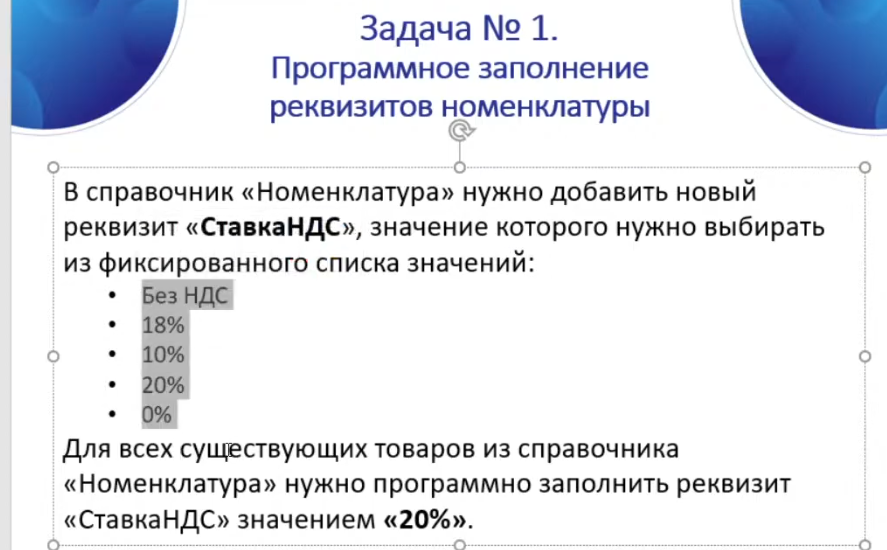 Задача № 1.
Программное заполнение
реквизитов номенклатуры
В справочник «Номенклатура» нужно добавить новый
реквизит «СтавкаНДС», значение которого нужно выбирать
из фиксированного списка значений:
• Без НДС
• 18%
• 10%
• 20%
• 0%
Для всех существующих товаров из справочника
«Номенклатура» нужно программно заполнить реквизит
«СтавкаНДС» значением «20%».